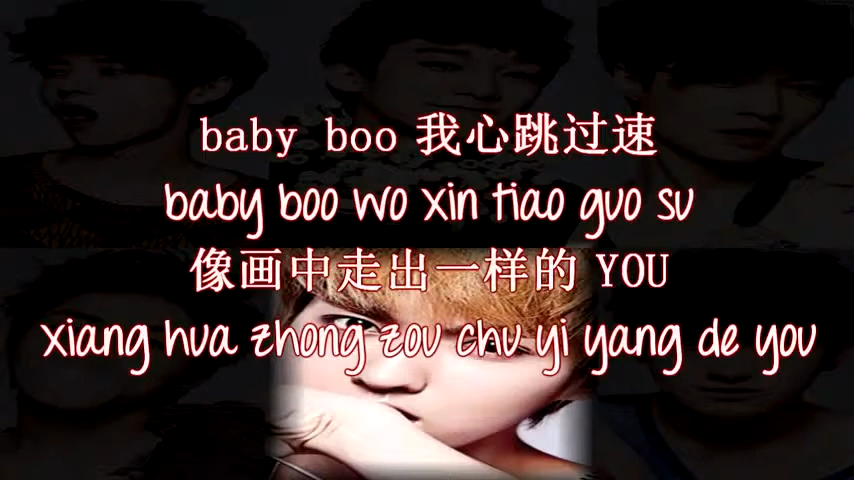 baby boo 我心跳过速
baby boo wo xin tiao guo su
像画中走出一样的 YOU
xiang hua zhong zou chu yi yang de you